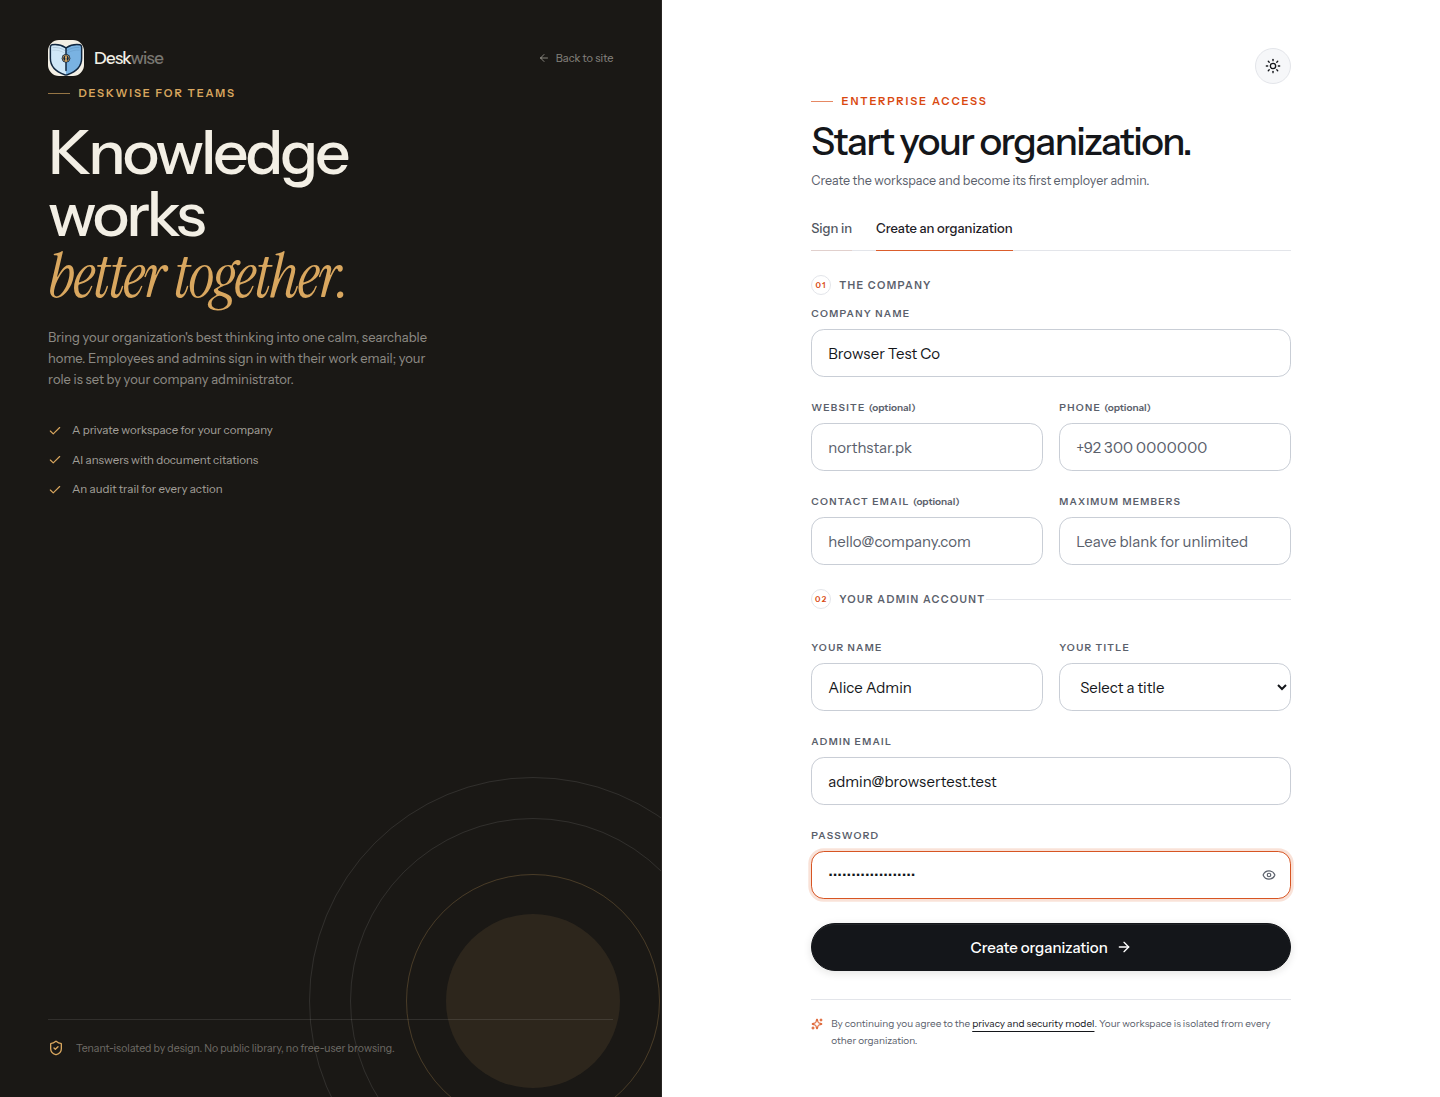 Deskwise
Back to site
DESKWISE FOR TEAMS
Knowledge
works
better together.
Bring your organization's best thinking into one calm, searchable
home. Employees and admins sign in with their work email; your
role is set by your company administrator.
A private workspace for your company
AI answers with document citations
An audit trail for every action
Tenant-isolated by design. No public library, no free-user browsing.
ENTERPRISE ACCESS
Start your organization.
Create the workspace and become its first employer admin.
Sign in Create an organization
01 THE COMPANY
COMPANY NAME
Browser Test Co
WEBSITE (optional) PHONE (optional)
northstar.pk +92 300 0000000
CONTACT EMAIL (optional) MAXIMUM MEMBERS
hello@company.com Leave blank for unlimited
02 YOUR ADMIN ACCOUNT
YOUR NAME YOUR TITLE
Alice Admin Select a title
ADMIN EMAIL
admin@browsertest.test
PASSWORD
Create organization
By continuing you agree to the privacy and security model. Your workspace is isolated from every
other organization.